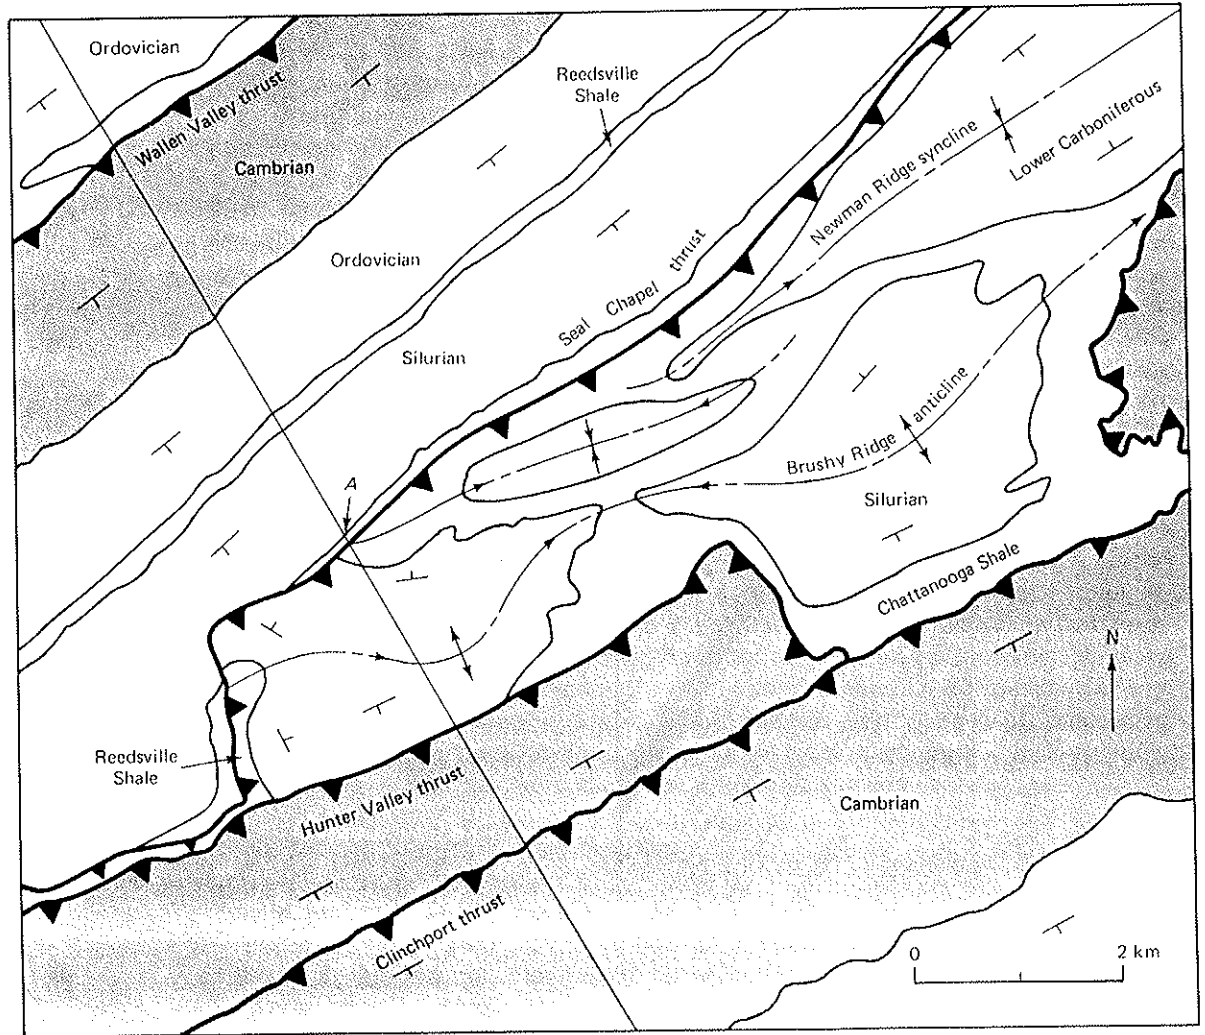 Ordovician
Wallen Valley thrust
Reedsville
Shale
Cambrian
Newman Ridge syncline
Lower Carboniferous
Ordovician
Seal Chapel thrust
Silurian
Brushy Ridge anticline
A
Silurian
Chattanooga Shale
N
Reedsville
Shale
Hunter Valley thrust
Cambrian
Clinchport thrust
0 2 km